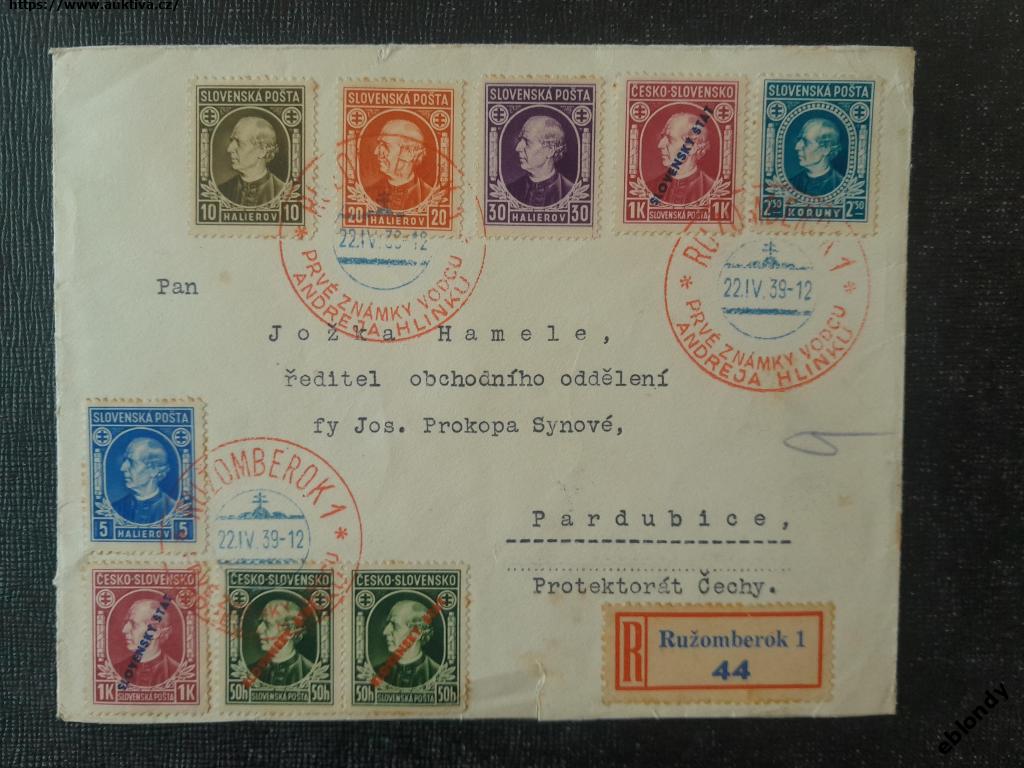 https://www.auktiva.cz/
SLOVENSKÁ POŠTA
10 HALIEROV 10
SLOVENSKÁ POŠTA
20 HALIEROV 20
SLOVENSKÁ POŠTA
30 HALIEROV 30
ČESKO-SLOVENSKO
SLOVENSKÝ ŠTÁT
1K SLOVENSKÁ POŠTA 1K
SLOVENSKÁ POŠTA
2⁵⁰ KORUNY 2⁵⁰
22.IV.39-12
* PRVÉ ZNÁMKY VODCU
ANDREJA HLINKU
1 *
22.IV.39-12
* PRVÉ ZNÁMKY VODCU
ANDREJA HLINKU
Pan
Jožka Hamele,
ředitel obchodního oddělení
fy Jos. Prokopa Synové,
Pardubice,
Protektorát Čechy.
SLOVENSKÁ POŠTA
5 HALIEROV 5
RUŽOMBEROK 1 *
22.IV.39-12
ČESKO-SLOVENSKO
SLOVENSKÝ ŠTÁT
1K SLOVENSKÁ POŠTA 1K
ČESKO-SLOVENSKO
50h SLOVENSKÁ POŠTA 50h
ČESKO-SLOVENSKO
50h SLOVENSKÁ POŠTA 50h
R Ružomberok 1
44
eblondy